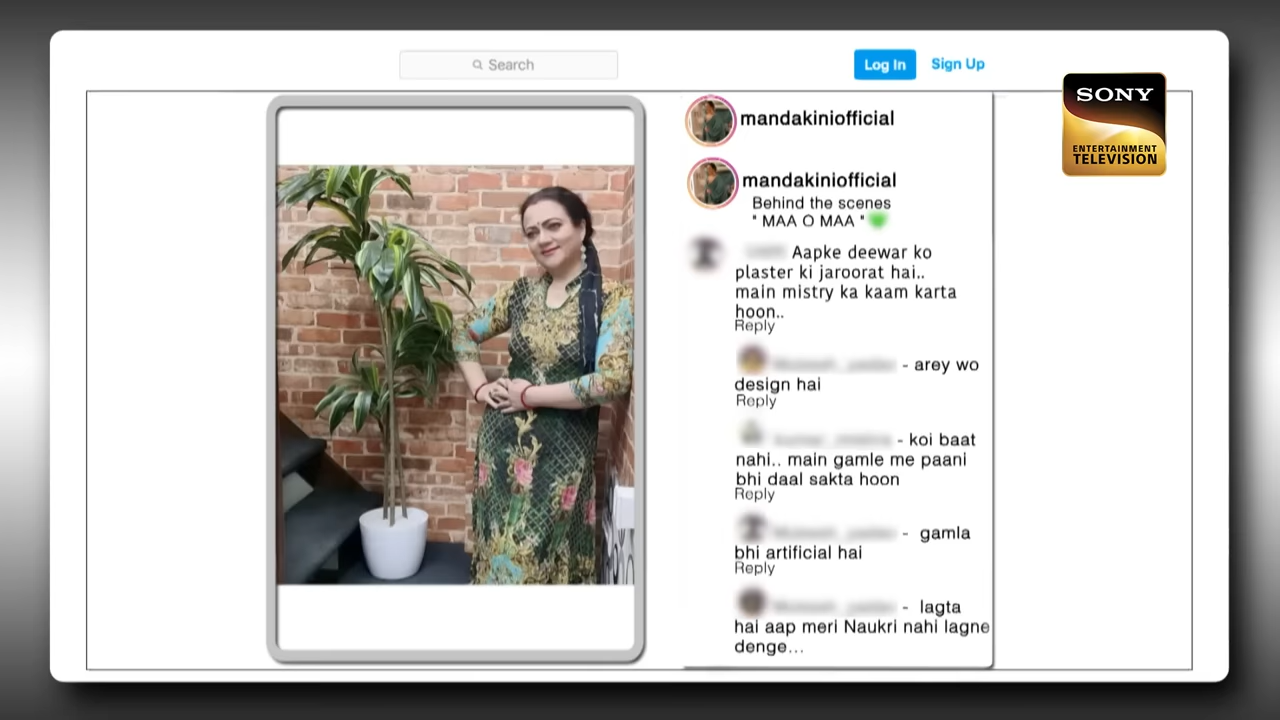 Search
Log In
Sign Up
SONY
ENTERTAINMENT
TELEVISION
mandakiniofficial
mandakiniofficial
Behind the scenes
" MAA O MAA "
Aapke deewar ko
plaster ki jaroorat hai..
main mistry ka kaam karta
hoon..
Reply
- arey wo
design hai
Reply
- koi baat
nahi.. main gamle me paani
bhi daal sakta hoon
Reply
- gamla
bhi artificial hai
Reply
- lagta
hai aap meri Naukri nahi lagne
denge...